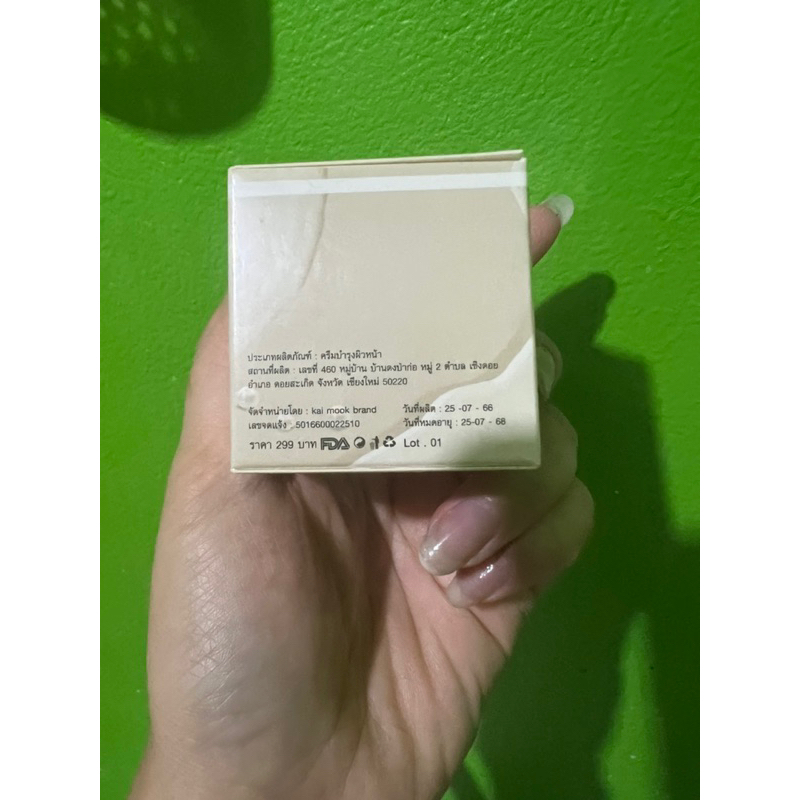 ประเภทผลิตภัณฑ์ : ครีมบำรุงผิวหน้า
สถานที่ผลิต : เลขที่ 460 หมู่บ้าน บ้านดงป่าก่อ หมู่ 2 ตำบล เชิงดอย
อำเภอ ดอยสะเก็ด จังหวัด เชียงใหม่ 50220
จัดจำหน่ายโดย : kai mook brand วันที่ผลิต : 25 -07 - 66
เลขจดแจ้ง : 5016600022510 วันที่หมดอายุ : 25-07 - 68
ราคา 299 บาท FDA Lot . 01